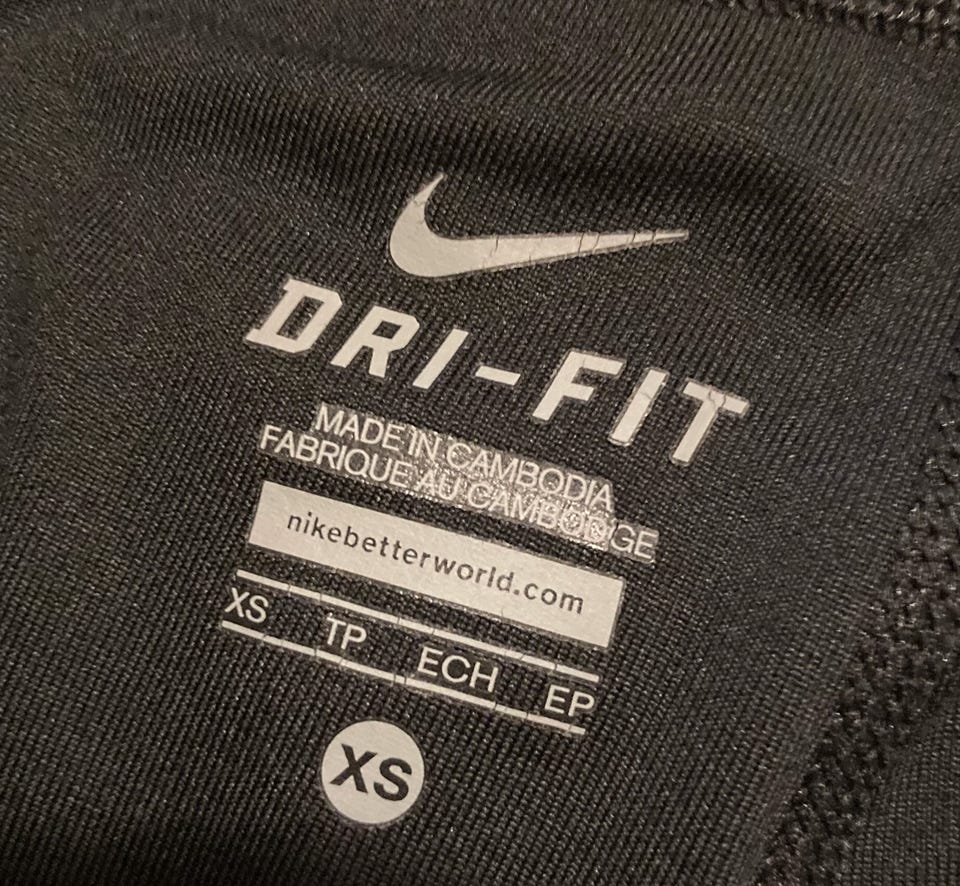 DRI-FIT
MADE IN CAMBODIA
FABRIQUE AU CAMBODGE
nikebetterworld.com
XS TP ECH EP
XS